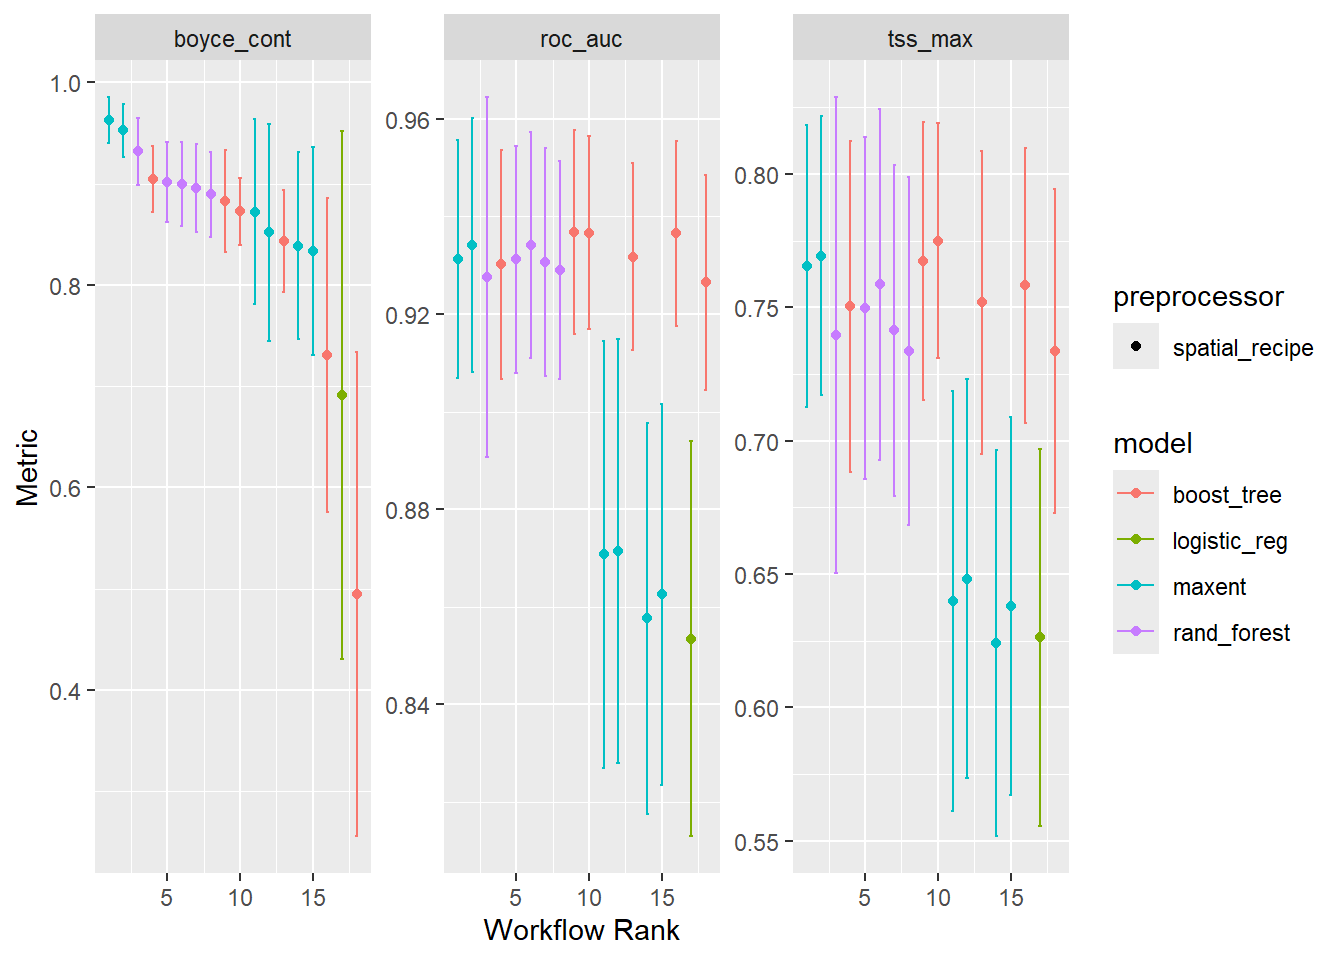 boyce_cont
roc_auc
tss_max
1.0
0.8
0.6
0.4
0.96
0.92
0.88
0.84
0.80
0.75
0.70
0.65
0.60
0.55
5 10 15
5 10 15
5 10 15
Metric
Workflow Rank
preprocessor
spatial_recipe
model
boost_tree
logistic_reg
maxent
rand_forest